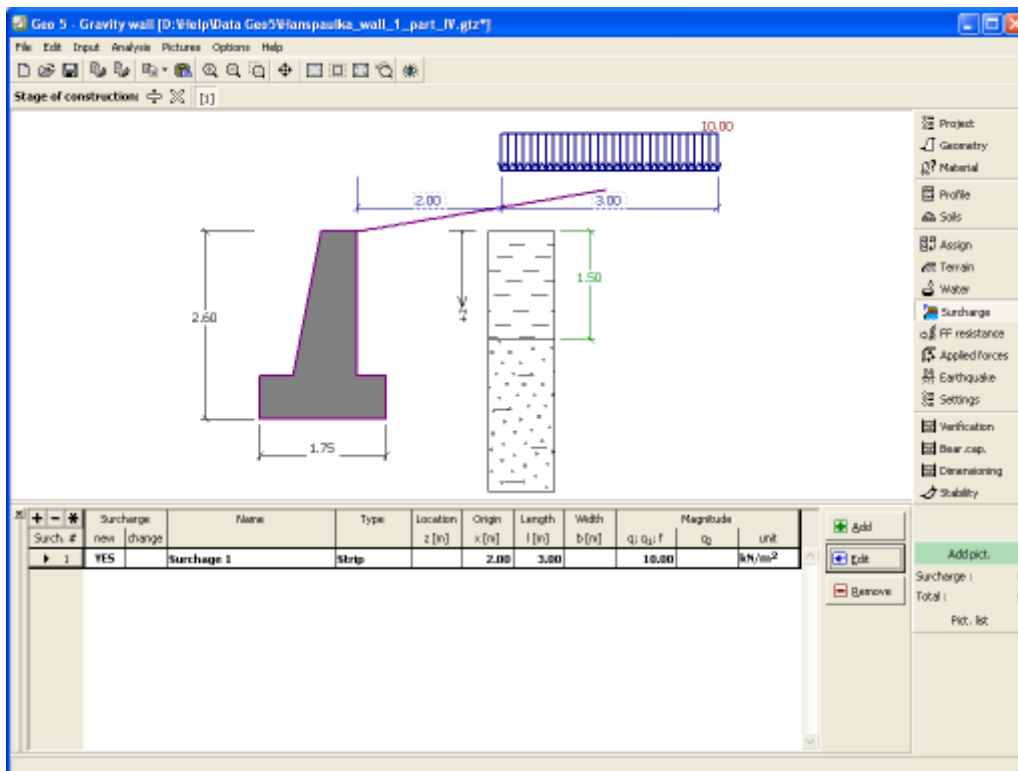 Geo 5 - Gravity wall [D:\Help\Data Geo5\Hanspaulka_wall_1_part_IV.gtz*]
File Edit Input Analysis Pictures Options Help
Stage of construction: [1]
10.00
2.00 3.00
1.50
+z
2.60
1.75
Project
Geometry
Material
Profile
Soils
Assign
Terrain
Water
Surcharge
FF resistance
Applied forces
Earthquake
Settings
Verification
Bear.cap.
Dimensioning
Stability
Surcharge Name Type Location Origin Length Width Magnitude
Surch. # new change z [m] x [m] l [m] b [m] q; q1; f q2 unit
1 YES Surchage 1 Strip 2.00 3.00 10.00 kN/m2
Add
Edit
Remove
Add pict.
Surcharge :
Total :
Pict. list